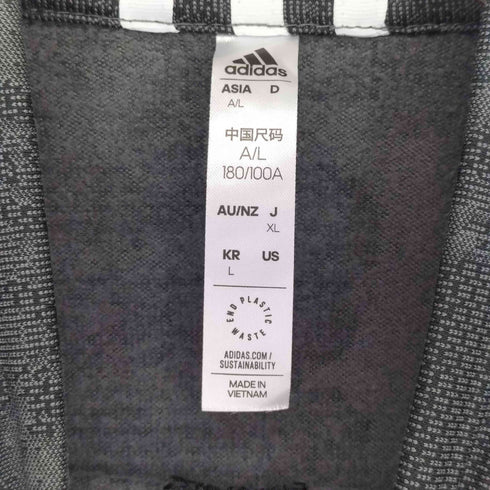 adidas
ASIA D
A/L
中国尺码
A/L
180/100A
AU/NZ J
XL
KR US
L
END PLASTIC WASTE
ADIDAS.COM/
SUSTAINABILITY
MADE IN
VIETNAM